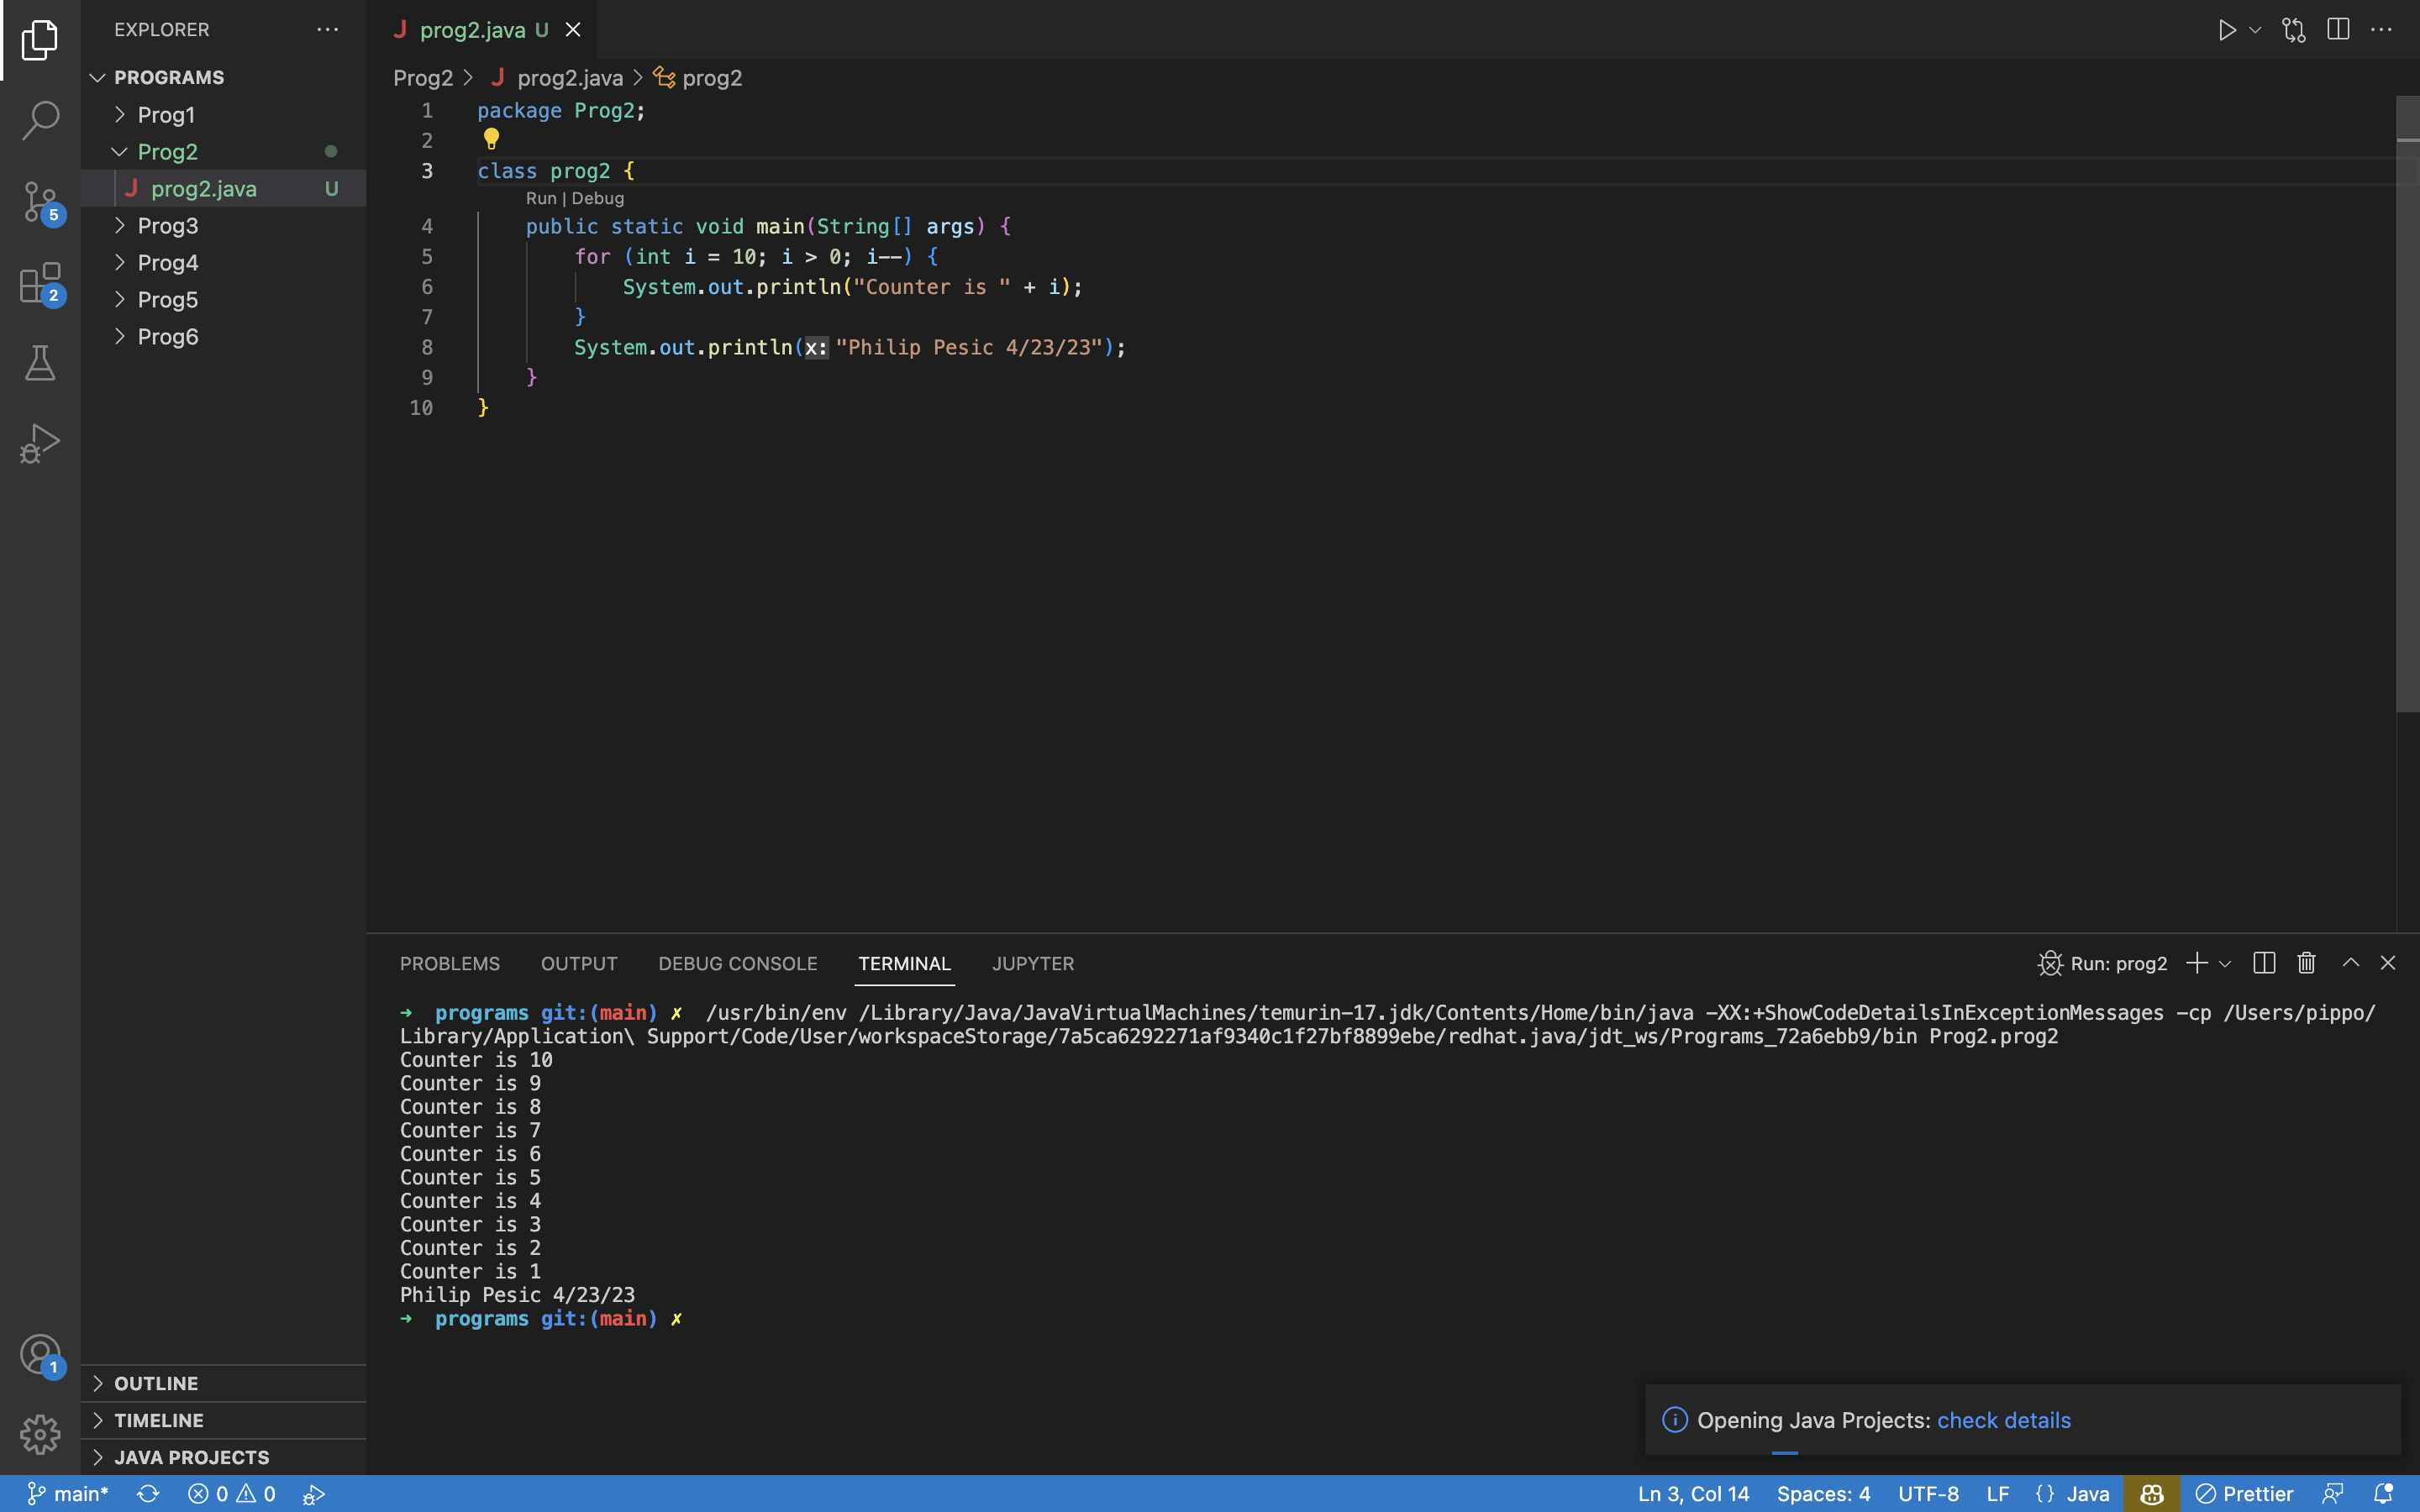 EXPLORER
PROGRAMS
Prog1
Prog2
prog2.java U
Prog3
Prog4
Prog5
Prog6
OUTLINE
TIMELINE
JAVA PROJECTS
5
2
1
J prog2.java U
Prog2 > J prog2.java > prog2
1 package Prog2;
2
3 class prog2 {
Run | Debug
4 public static void main(String[] args) {
5 for (int i = 10; i > 0; i--) {
6 System.out.println("Counter is " + i);
7 }
8 System.out.println(x: "Philip Pesic 4/23/23");
9 }
10 }
PROBLEMS OUTPUT DEBUG CONSOLE TERMINAL JUPYTER
Run: prog2
➜ programs git:(main) ✗ /usr/bin/env /Library/Java/JavaVirtualMachines/temurin-17.jdk/Contents/Home/bin/java -XX:+ShowCodeDetailsInExceptionMessages -cp /Users/pippo/
Library/Application\ Support/Code/User/workspaceStorage/7a5ca6292271af9340c1f27bf8899ebe/redhat.java/jdt_ws/Programs_72a6ebb9/bin Prog2.prog2
Counter is 10
Counter is 9
Counter is 8
Counter is 7
Counter is 6
Counter is 5
Counter is 4
Counter is 3
Counter is 2
Counter is 1
Philip Pesic 4/23/23
➜ programs git:(main) ✗
Opening Java Projects: check details
main* 0 0 Ln 3, Col 14 Spaces: 4 UTF-8 LF {} Java Prettier